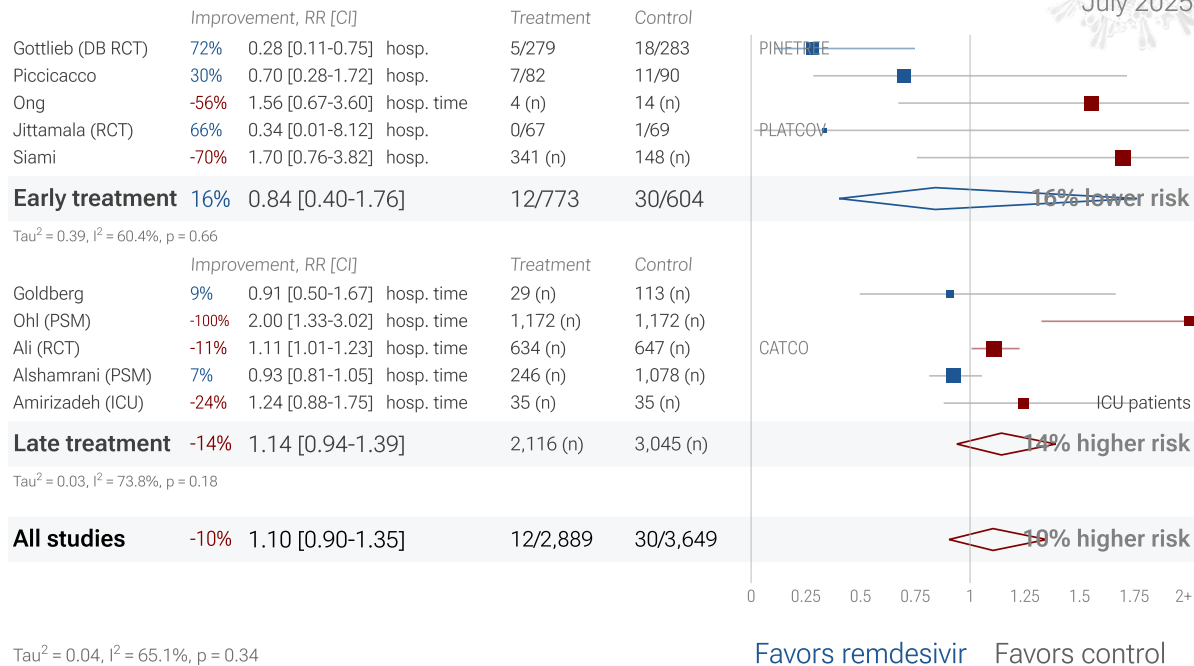 July 2025
Improvement, RR [CI] Treatment Control
Gottlieb (DB RCT) 72% 0.28 [0.11-0.75] hosp. 5/279 18/283 PINETREE
Piccicacco 30% 0.70 [0.28-1.72] hosp. 7/82 11/90
Ong -56% 1.56 [0.67-3.60] hosp. time 4 (n) 14 (n)
Jittamala (RCT) 66% 0.34 [0.01-8.12] hosp. 0/67 1/69 PLATCOV
Siami -70% 1.70 [0.76-3.82] hosp. 341 (n) 148 (n)
Early treatment 16% 0.84 [0.40-1.76] 12/773 30/604 16% lower risk
Tau² = 0.39, I² = 60.4%, p = 0.66
Improvement, RR [CI] Treatment Control
Goldberg 9% 0.91 [0.50-1.67] hosp. time 29 (n) 113 (n)
Ohl (PSM) -100% 2.00 [1.33-3.02] hosp. time 1,172 (n) 1,172 (n)
Ali (RCT) -11% 1.11 [1.01-1.23] hosp. time 634 (n) 647 (n) CATCO
Alshamrani (PSM) 7% 0.93 [0.81-1.05] hosp. time 246 (n) 1,078 (n)
Amirizadeh (ICU) -24% 1.24 [0.88-1.75] hosp. time 35 (n) 35 (n) ICU patients
Late treatment -14% 1.14 [0.94-1.39] 2,116 (n) 3,045 (n) 14% higher risk
Tau² = 0.03, I² = 73.8%, p = 0.18
All studies -10% 1.10 [0.90-1.35] 12/2,889 30/3,649 10% higher risk
0 0.25 0.5 0.75 1 1.25 1.5 1.75 2+
Tau² = 0.04, I² = 65.1%, p = 0.34 Favors remdesivir Favors control